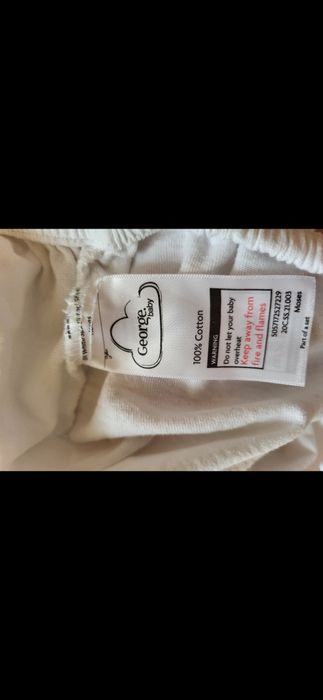 George.
baby
100% Cotton
WARNING
Do not let your baby
overheat
Keep away from
fire and flames
5057172527229
20C.SS.21.003
Moses
Part of a set